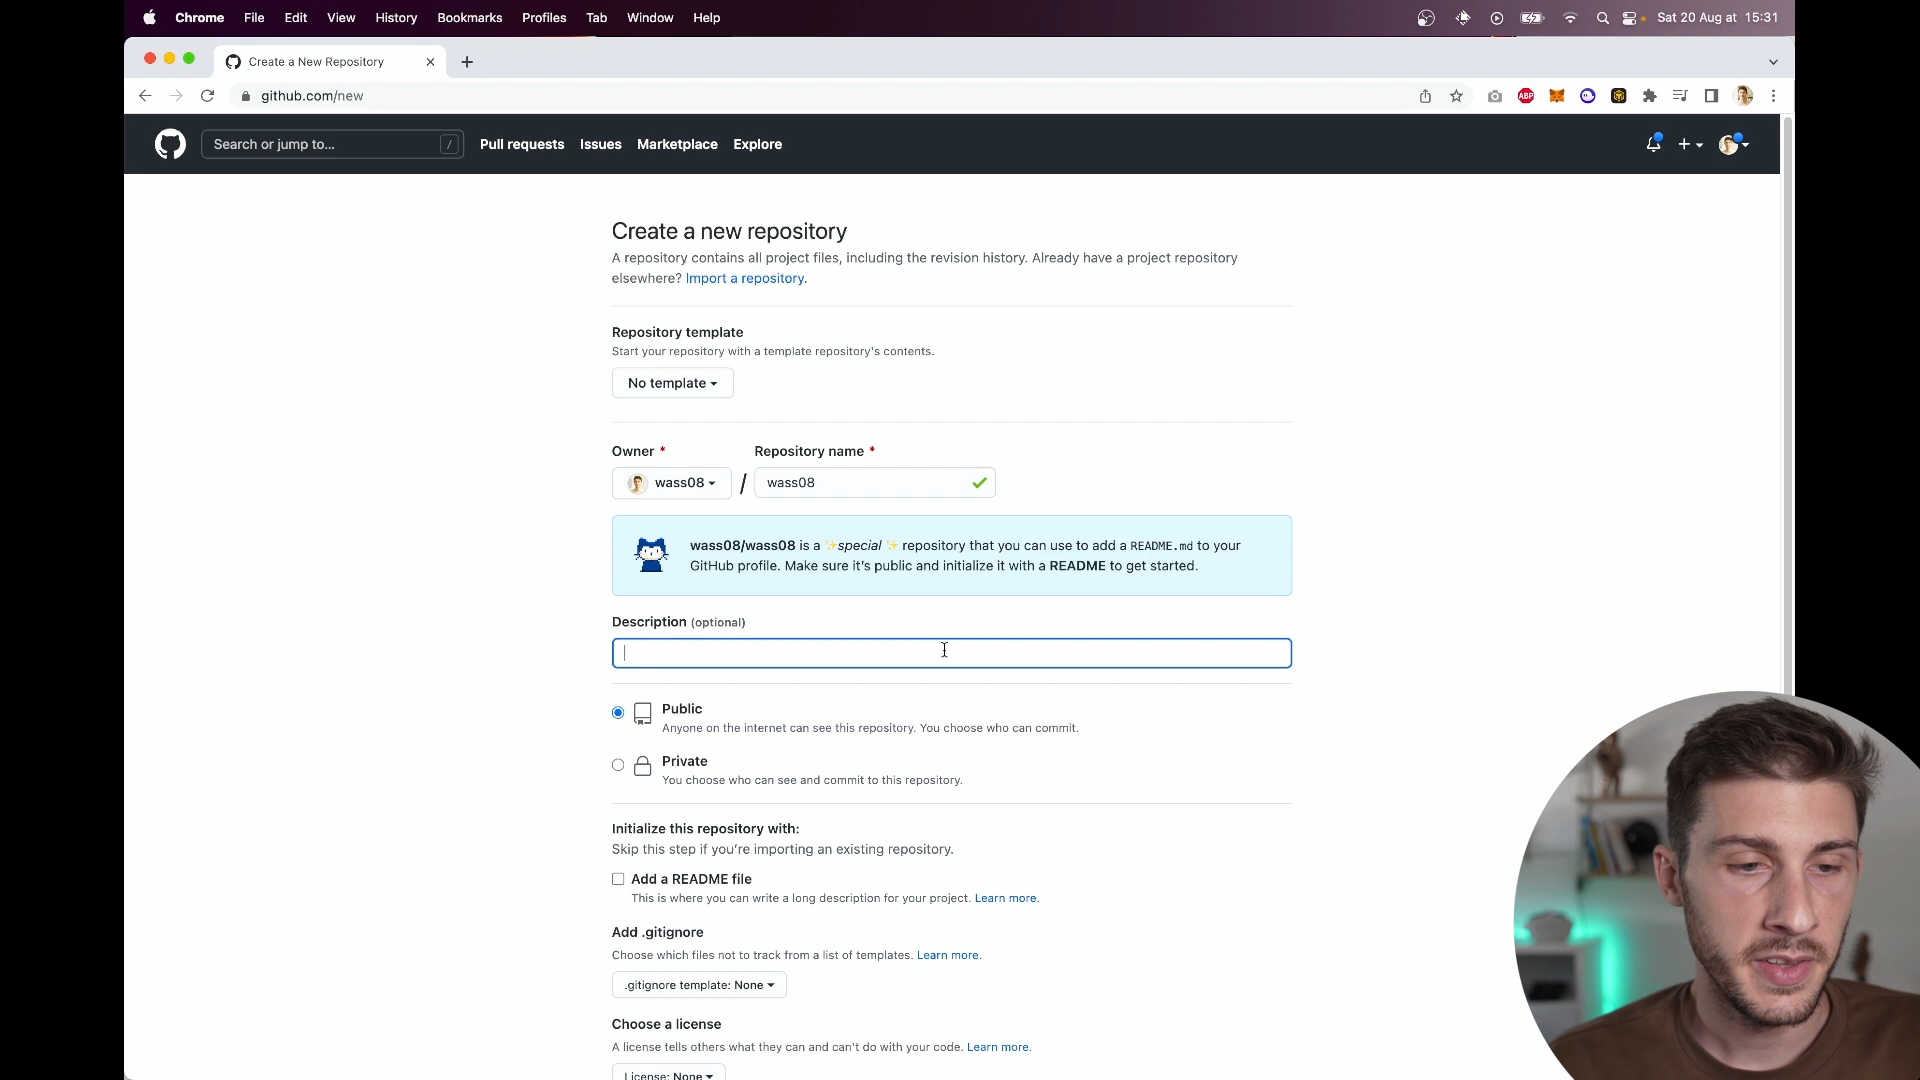 Chrome File Edit View History Bookmarks Profiles Tab Window Help Sat 20 Aug at 15:31
Create a New Repository
github.com/new
ABP
Search or jump to... / Pull requests Issues Marketplace Explore
Create a new repository
A repository contains all project files, including the revision history. Already have a project repository
elsewhere? Import a repository.
Repository template
Start your repository with a template repository's contents.
No template
Owner * Repository name *
wass08 / wass08
wass08/wass08 is a ✨special ✨ repository that you can use to add a README.md to your
GitHub profile. Make sure it's public and initialize it with a README to get started.
Description (optional)
Public
Anyone on the internet can see this repository. You choose who can commit.
Private
You choose who can see and commit to this repository.
Initialize this repository with:
Skip this step if you're importing an existing repository.
Add a README file
This is where you can write a long description for your project. Learn more.
Add .gitignore
Choose which files not to track from a list of templates. Learn more.
.gitignore template: None
Choose a license
A license tells others what they can and can't do with your code. Learn more.
License: None